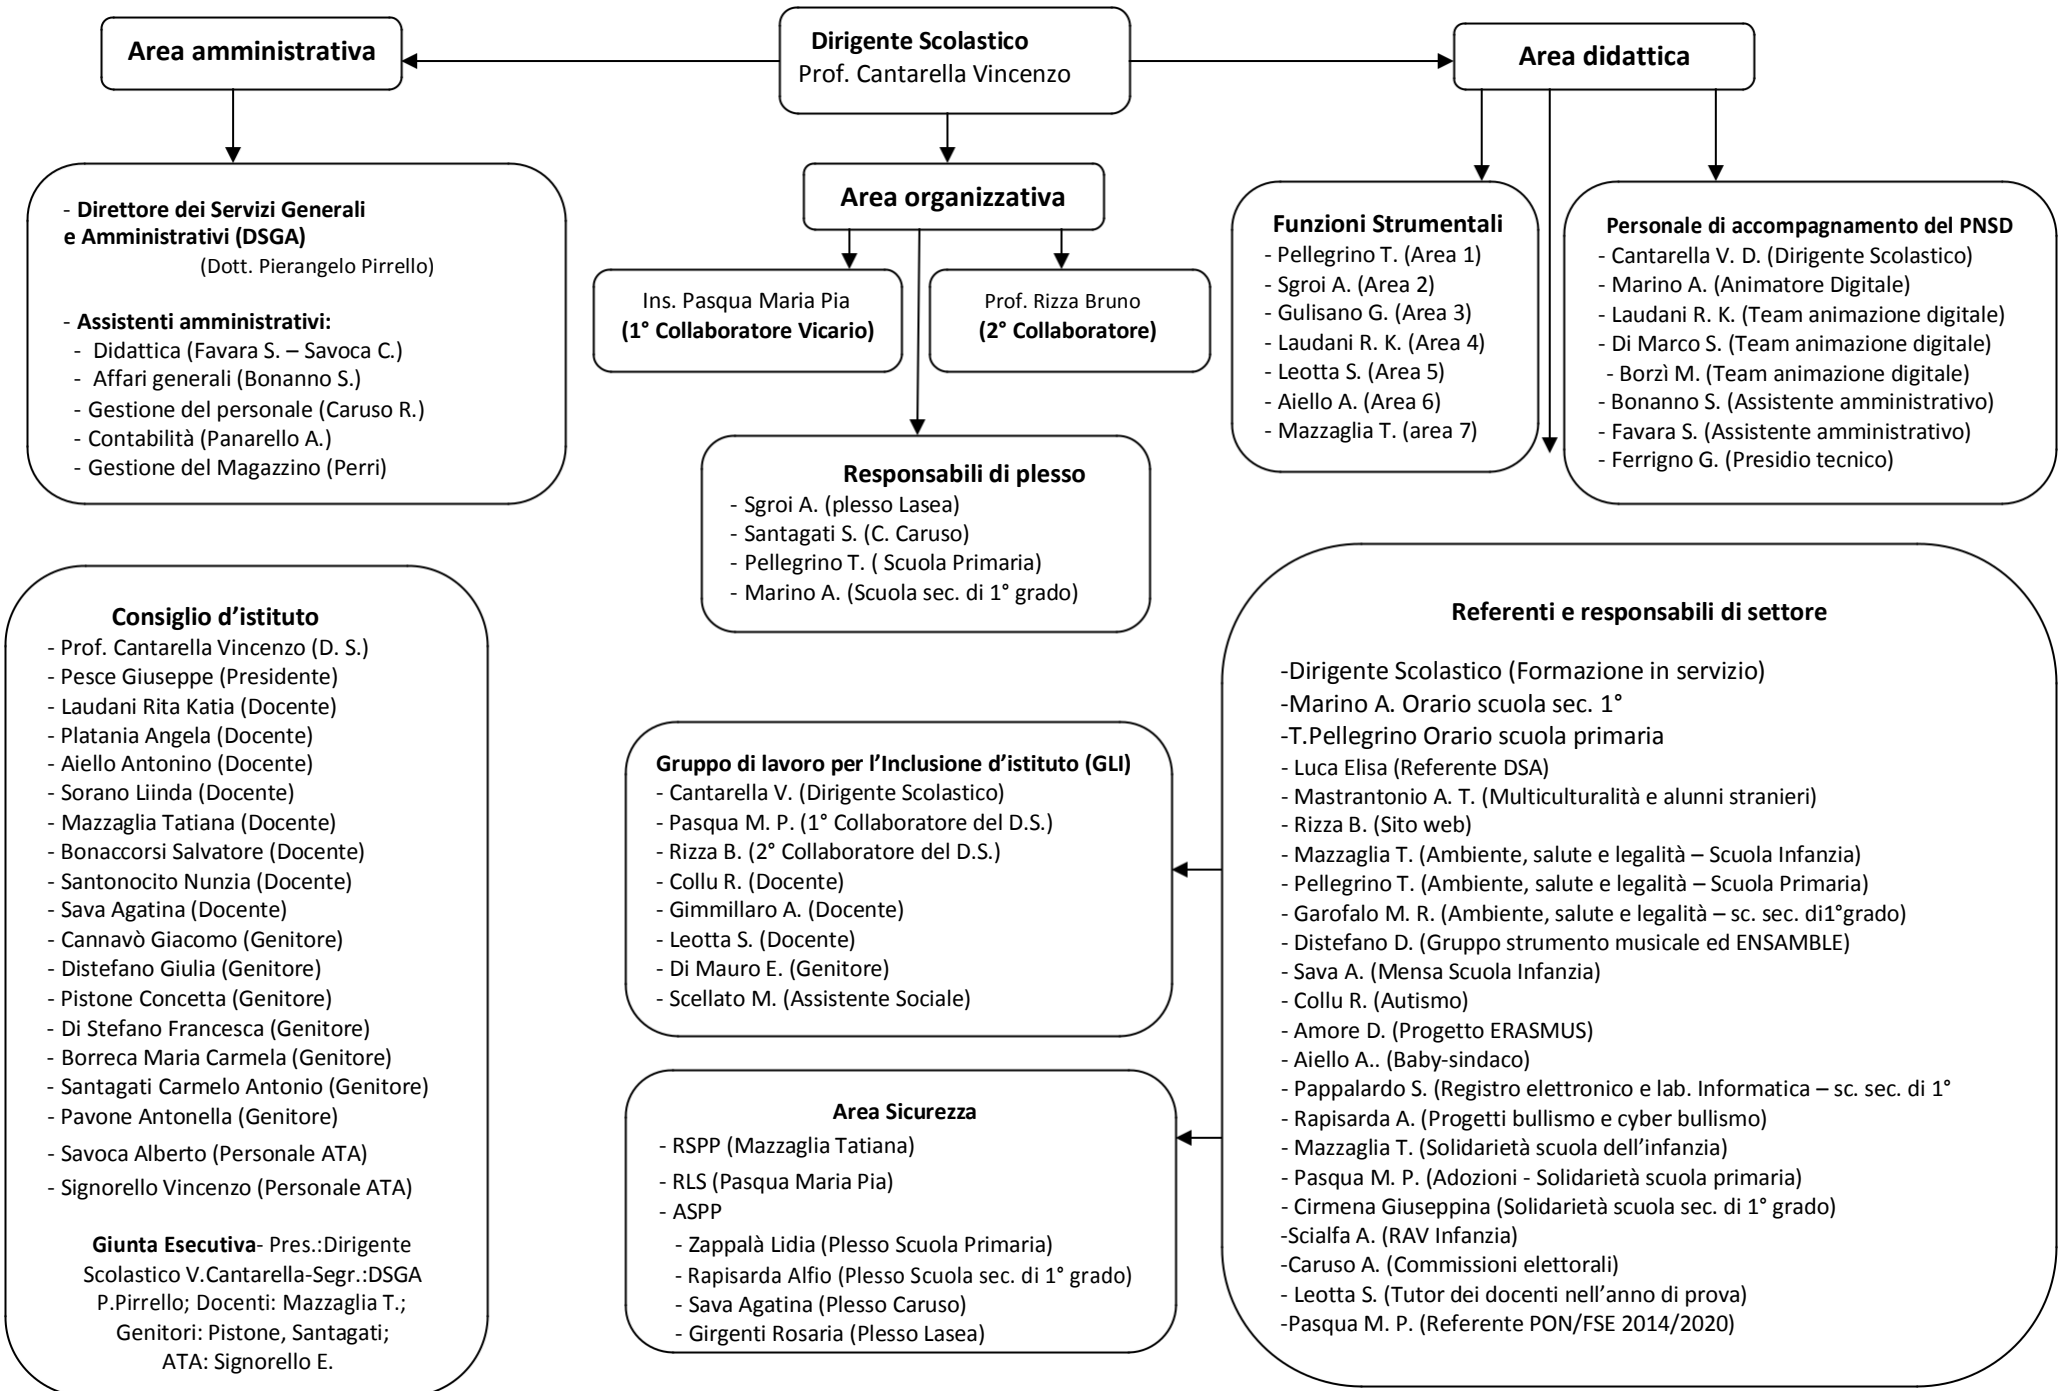 Area amministrativa
Dirigente Scolastico
Prof. Cantarella Vincenzo
Area didattica
- Direttore dei Servizi Generali
e Amministrativi (DSGA)
(Dott. Pierangelo Pirrello)
- Assistenti amministrativi:
- Didattica (Favara S. – Savoca C.)
- Affari generali (Bonanno S.)
- Gestione del personale (Caruso R.)
- Contabilità (Panarello A.)
- Gestione del Magazzino (Perri)
Area organizzativa
Ins. Pasqua Maria Pia
(1° Collaboratore Vicario)
Prof. Rizza Bruno
(2° Collaboratore)
Responsabili di plesso
- Sgroi A. (plesso Lasea)
- Santagati S. (C. Caruso)
- Pellegrino T. ( Scuola Primaria)
- Marino A. (Scuola sec. di 1° grado)
Funzioni Strumentali
- Pellegrino T. (Area 1)
- Sgroi A. (Area 2)
- Gulisano G. (Area 3)
- Laudani R. K. (Area 4)
- Leotta S. (Area 5)
- Aiello A. (Area 6)
- Mazzaglia T. (area 7)
Personale di accompagnamento del PNSD
- Cantarella V. D. (Dirigente Scolastico)
- Marino A. (Animatore Digitale)
- Laudani R. K. (Team animazione digitale)
- Di Marco S. (Team animazione digitale)
- Borzì M. (Team animazione digitale)
- Bonanno S. (Assistente amministrativo)
- Favara S. (Assistente amministrativo)
- Ferrigno G. (Presidio tecnico)
Consiglio d’istituto
- Prof. Cantarella Vincenzo (D. S.)
- Pesce Giuseppe (Presidente)
- Laudani Rita Katia (Docente)
- Platania Angela (Docente)
- Aiello Antonino (Docente)
- Sorano Liinda (Docente)
- Mazzaglia Tatiana (Docente)
- Bonaccorsi Salvatore (Docente)
- Santonocito Nunzia (Docente)
- Sava Agatina (Docente)
- Cannavò Giacomo (Genitore)
- Distefano Giulia (Genitore)
- Pistone Concetta (Genitore)
- Di Stefano Francesca (Genitore)
- Borreca Maria Carmela (Genitore)
- Santagati Carmelo Antonio (Genitore)
- Pavone Antonella (Genitore)
- Savoca Alberto (Personale ATA)
- Signorello Vincenzo (Personale ATA)
Giunta Esecutiva- Pres.:Dirigente
Scolastico V.Cantarella-Segr.:DSGA
P.Pirrello; Docenti: Mazzaglia T.;
Genitori: Pistone, Santagati;
ATA: Signorello E.
Gruppo di lavoro per l’Inclusione d’istituto (GLI)
- Cantarella V. (Dirigente Scolastico)
- Pasqua M. P. (1° Collaboratore del D.S.)
- Rizza B. (2° Collaboratore del D.S.)
- Collu R. (Docente)
- Gimmillaro A. (Docente)
- Leotta S. (Docente)
- Di Mauro E. (Genitore)
- Scellato M. (Assistente Sociale)
Area Sicurezza
- RSPP (Mazzaglia Tatiana)
- RLS (Pasqua Maria Pia)
- ASPP
- Zappalà Lidia (Plesso Scuola Primaria)
- Rapisarda Alfio (Plesso Scuola sec. di 1° grado)
- Sava Agatina (Plesso Caruso)
- Girgenti Rosaria (Plesso Lasea)
Referenti e responsabili di settore
-Dirigente Scolastico (Formazione in servizio)
-Marino A. Orario scuola sec. 1°
-T.Pellegrino Orario scuola primaria
- Luca Elisa (Referente DSA)
- Mastrantonio A. T. (Multiculturalità e alunni stranieri)
- Rizza B. (Sito web)
- Mazzaglia T. (Ambiente, salute e legalità – Scuola Infanzia)
- Pellegrino T. (Ambiente, salute e legalità – Scuola Primaria)
- Garofalo M. R. (Ambiente, salute e legalità – sc. sec. di1°grado)
- Distefano D. (Gruppo strumento musicale ed ENSAMBLE)
- Sava A. (Mensa Scuola Infanzia)
- Collu R. (Autismo)
- Amore D. (Progetto ERASMUS)
- Aiello A.. (Baby-sindaco)
- Pappalardo S. (Registro elettronico e lab. Informatica – sc. sec. di 1°
- Rapisarda A. (Progetti bullismo e cyber bullismo)
- Mazzaglia T. (Solidarietà scuola dell’infanzia)
- Pasqua M. P. (Adozioni - Solidarietà scuola primaria)
- Cirmena Giuseppina (Solidarietà scuola sec. di 1° grado)
-Scialfa A. (RAV Infanzia)
-Caruso A. (Commissioni elettorali)
- Leotta S. (Tutor dei docenti nell’anno di prova)
-Pasqua M. P. (Referente PON/FSE 2014/2020)